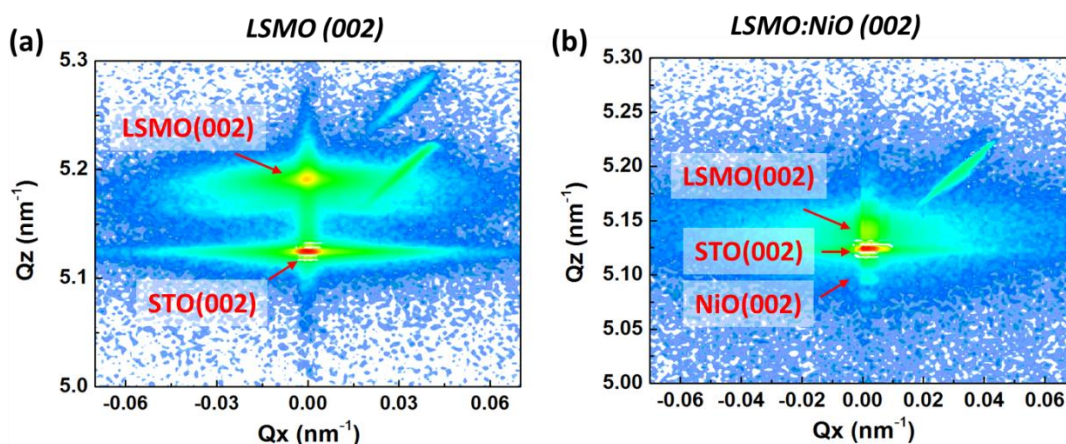 (a)
LSMO (002)
5.3
5.2
5.1
5.0
Qz (nm⁻¹)
LSMO(002)
STO(002)
-0.06
-0.03
0.00
0.03
0.06
Qx (nm⁻¹)
(b)
LSMO:NiO (002)
5.30
5.25
5.20
5.15
5.10
5.05
5.00
Qz (nm⁻¹)
LSMO(002)
STO(002)
NiO(002)
-0.06
-0.04
-0.02
0.00
0.02
0.04
0.06
Qx (nm⁻¹)